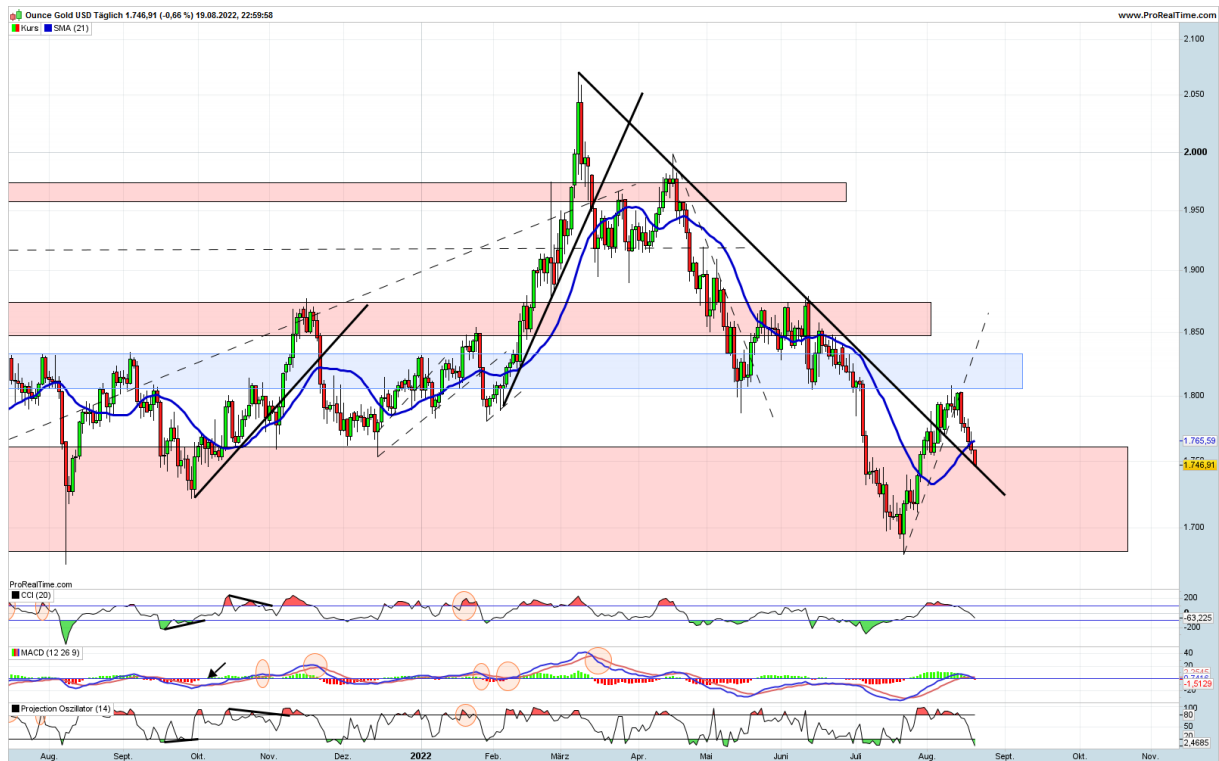 Ounce Gold USD Täglich 1.746,91 (-0,66 %) 19.08.2022, 22:59:58
www.ProRealTime.com
Kurs SMA (21)
2.100
2.050
2.000
1.950
1.900
1.850
1.800
1.765,59
1.746,91
1.700
ProRealTime.com
CCI (20)
200
-63,225
-200
MACD (12 26 9)
40
20
-1,5129
-20
Projection Oszillator (14)
100
80
50
20
2,4685
Aug. Sept. Okt. Nov. Dez. 2022 Feb. März Apr. Mai Juni Juli Aug. Sept. Okt. Nov.